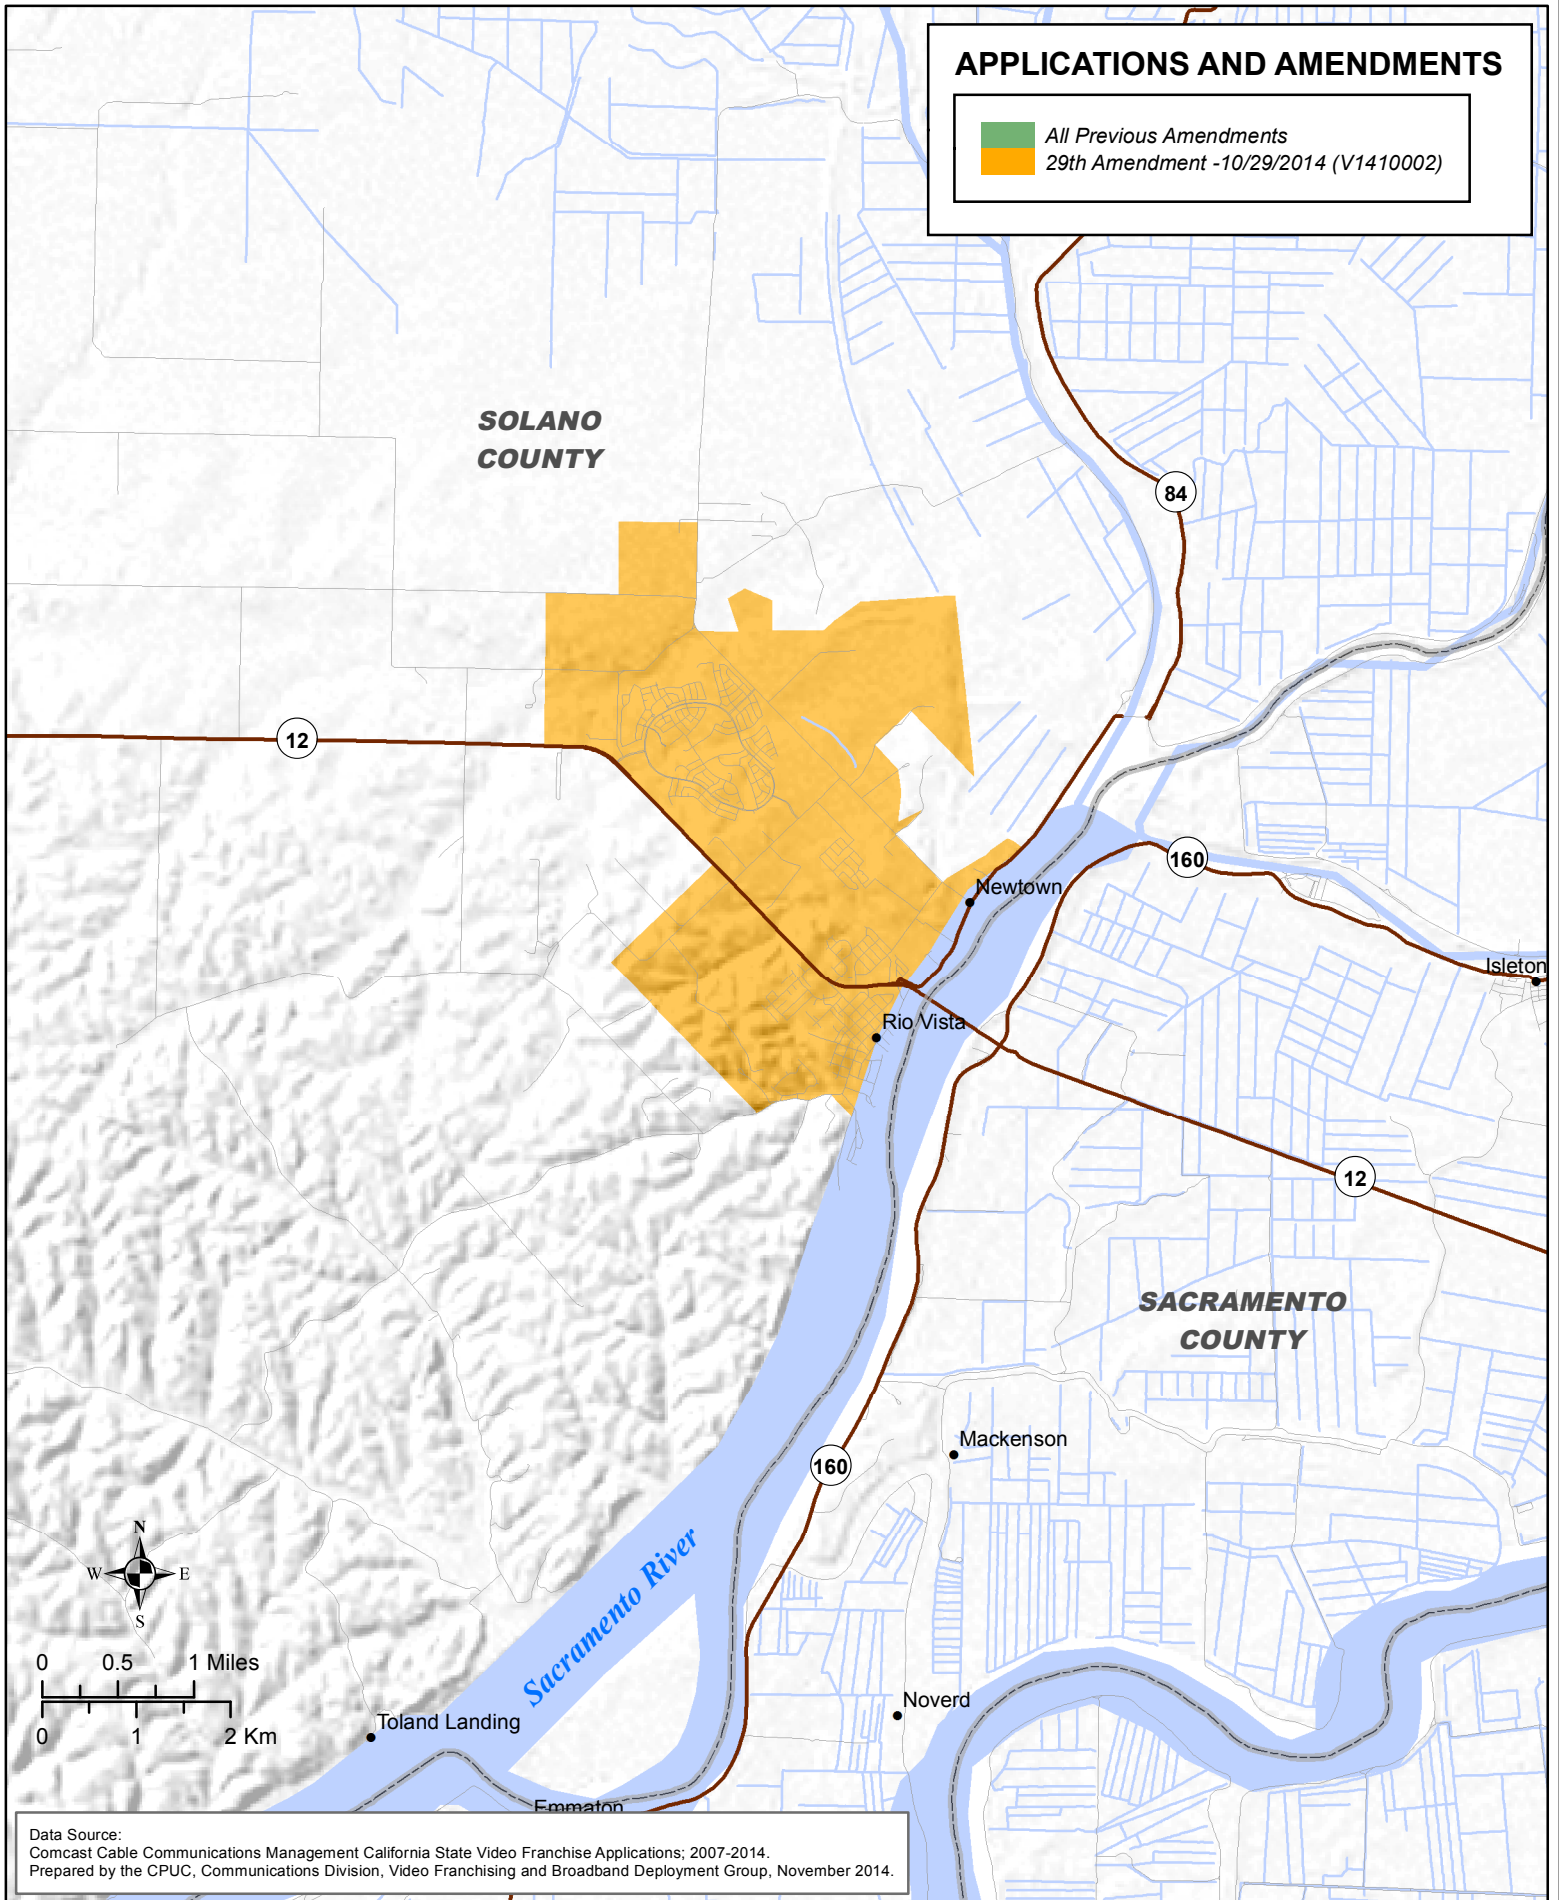 APPLICATIONS AND AMENDMENTS
All Previous Amendments
29th Amendment -10/29/2014 (V1410002)
SOLANO
COUNTY
84
12
160
Newtown
Isleton
Rio Vista
12
SACRAMENTO
COUNTY
Mackenson
160
N
W
E
S
Sacramento River
0 0.5 1 Miles
0 1 2 Km
Noverd
Toland Landing
Emmaton
Data Source:
Comcast Cable Communications Management California State Video Franchise Applications; 2007-2014.
Prepared by the CPUC, Communications Division, Video Franchising and Broadband Deployment Group, November 2014.